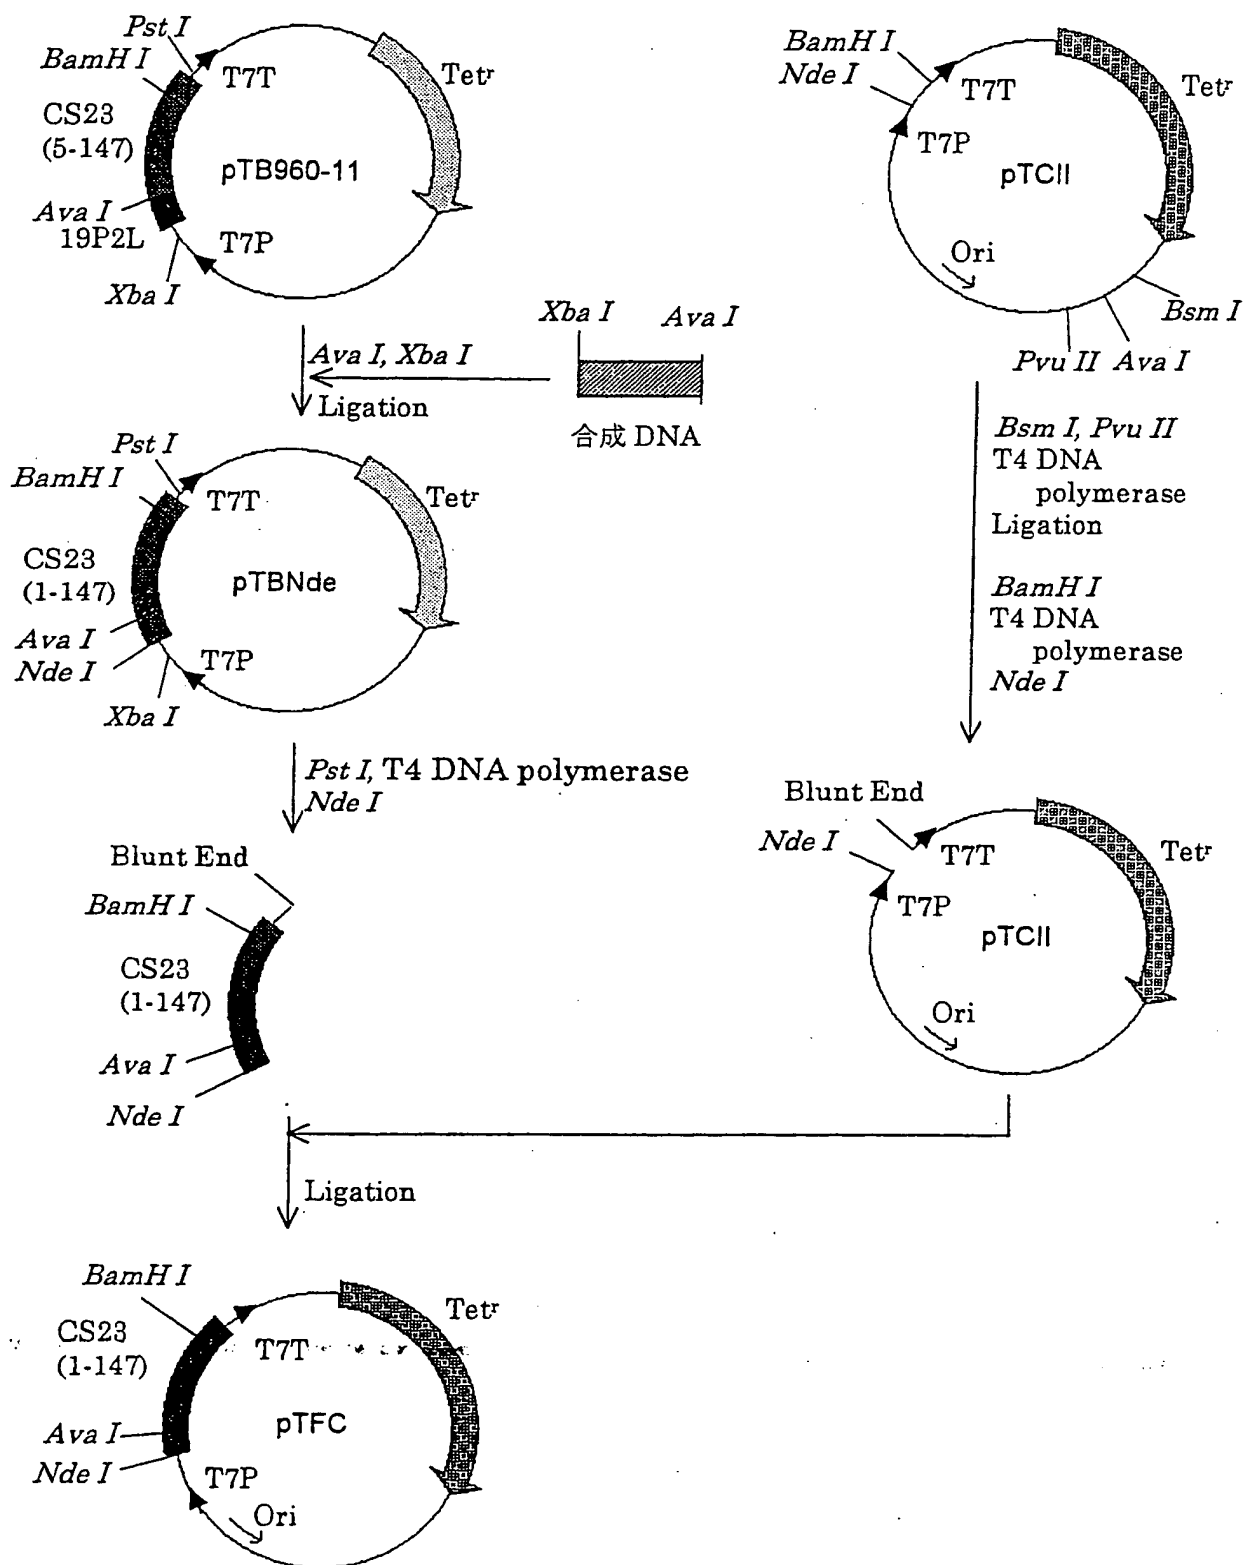 Pst I
BamH I
T7T
Tetr
CS23
(5-147)
pTB960-11
Ava I
19P2L
T7P
Xba I
BamH I
Nde I
T7T
Tetr
T7P
pTCII
Ori
Bsm I
Pvu II
Ava I
Ava I, Xba I
Ligation
Xba I
Ava I
合成 DNA
Bsm I, Pvu II
T4 DNA
polymerase
Ligation
BamH I
T4 DNA
polymerase
Nde I
Pst I
BamH I
T7T
Tetr
CS23
(1-147)
pTBNde
Ava I
Nde I
T7P
Xba I
Pst I, T4 DNA polymerase
Nde I
Blunt End
BamH I
CS23
(1-147)
Ava I
Nde I
Blunt End
Nde I
T7T
Tetr
T7P
pTCII
Ori
Ligation
BamH I
Tetr
CS23
(1-147)
T7T
pTFC
Ava I
Nde I
T7P
Ori